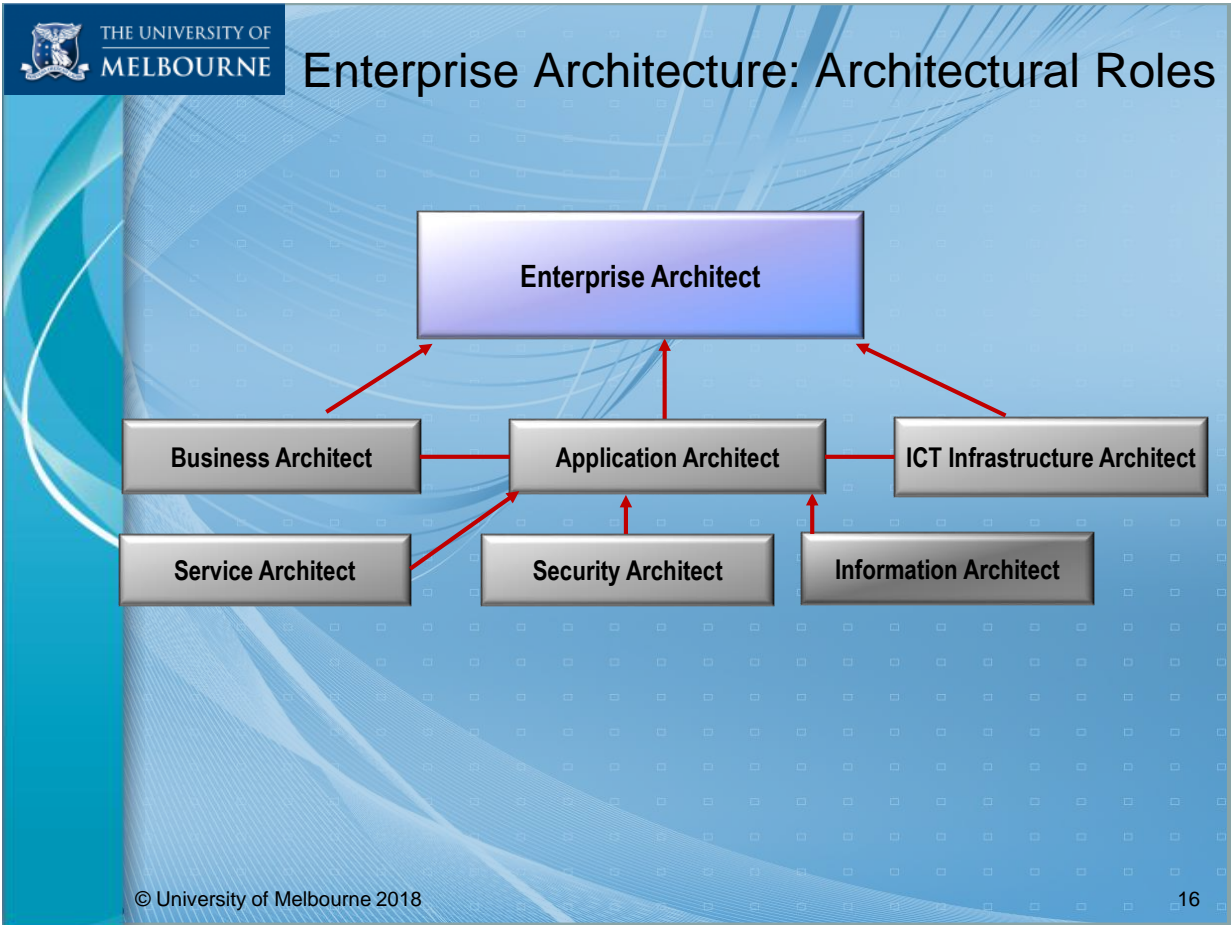 THE UNIVERSITY OF
MELBOURNE
Enterprise Architecture: Architectural Roles
Enterprise Architect
Business Architect
Application Architect
ICT Infrastructure Architect
Service Architect
Security Architect
Information Architect
© University of Melbourne 2018
16